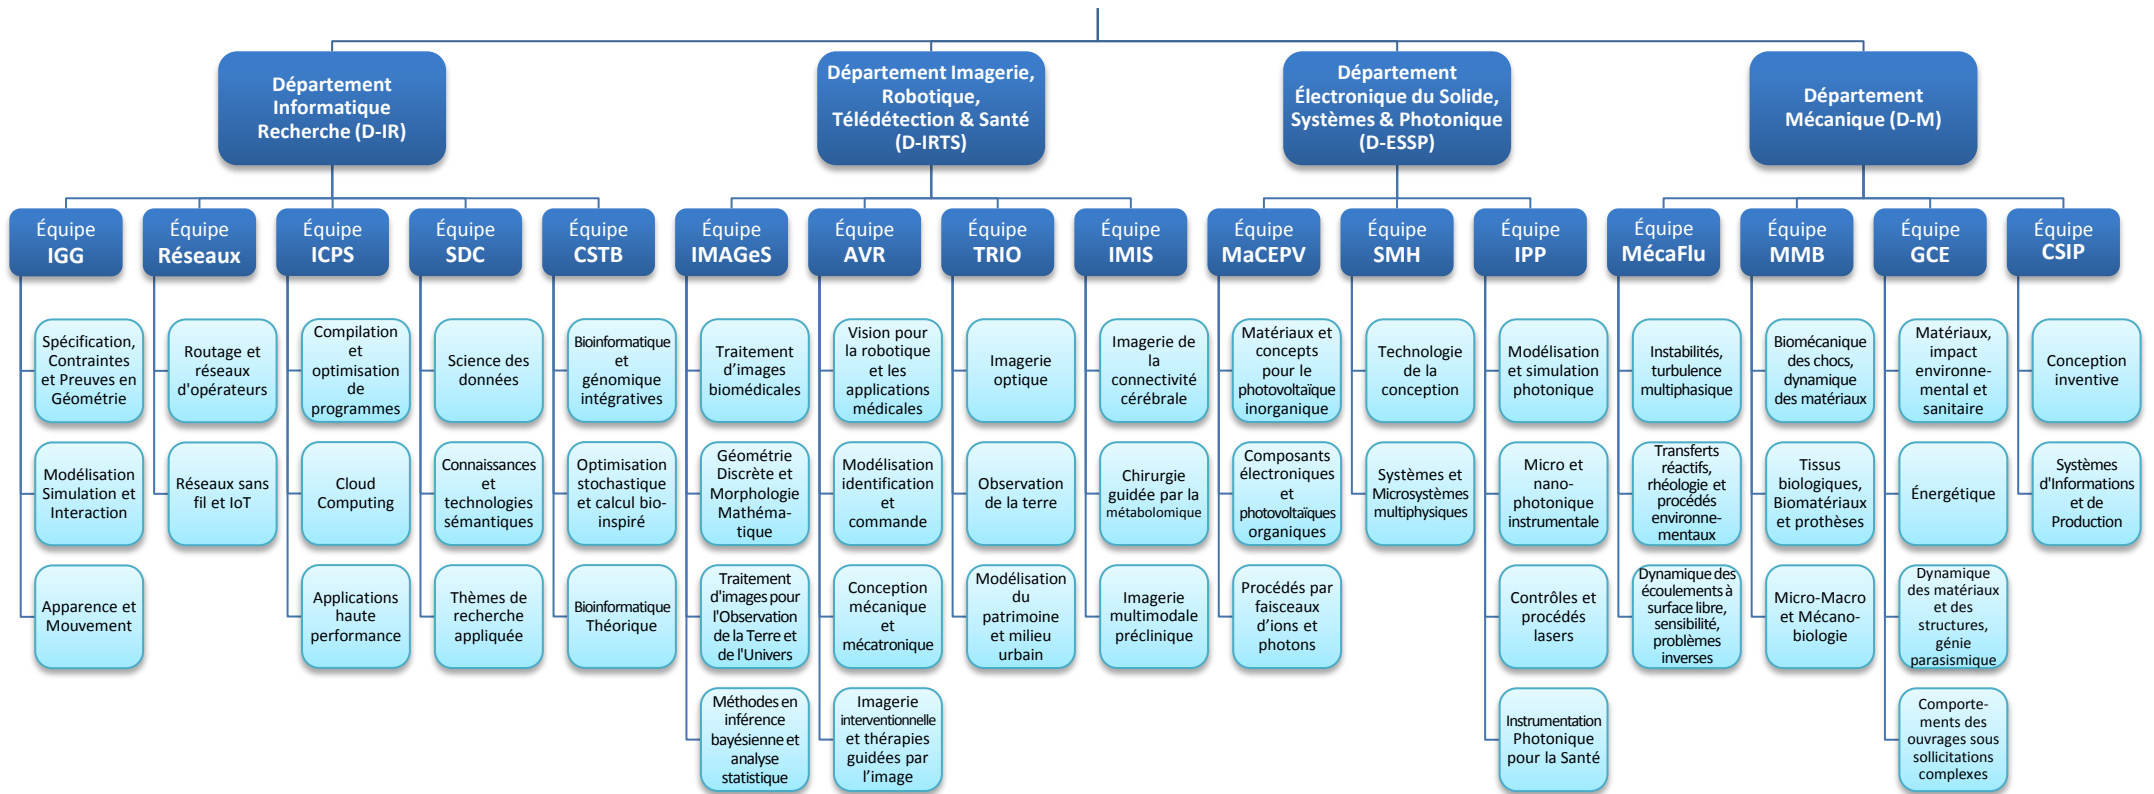 Département
Informatique
Recherche (D-IR)
Département Imagerie,
Robotique,
Télédétection & Santé
(D-IRTS)
Département
Électronique du Solide,
Systèmes & Photonique
(D-ESSP)
Département
Mécanique (D-M)
Équipe
IGG
Équipe
Réseaux
Équipe
ICPS
Équipe
SDC
Équipe
CSTB
Équipe
IMAGeS
Équipe
AVR
Équipe
TRIO
Équipe
IMIS
Équipe
MaCEPV
Équipe
SMH
Équipe
IPP
Équipe
MécaFlu
Équipe
MMB
Équipe
GCE
Équipe
CSIP
Spécification,
Contraintes
et Preuves en
Géométrie
Routage et
réseaux
d'opérateurs
Compilation
et
optimisation
de
programmes
Science des
données
Bioinformatique
et
génomique
intégratives
Traitement
d’images
biomédicales
Vision pour
la robotique
et les
applications
médicales
Imagerie
optique
Imagerie de
la
connectivité
cérébrale
Matériaux et
concepts
pour le
photovoltaïque
inorganique
Technologie
de la
conception
Modélisation
et simulation
photonique
Instabilités,
turbulence
multiphasique
Biomécanique
des chocs,
dynamique
des matériaux
Matériaux,
impact
environne-
mental et
sanitaire
Conception
inventive
Modélisation
Simulation et
Interaction
Réseaux sans
fil et IoT
Cloud
Computing
Connaissances
et
technologies
sémantiques
Optimisation
stochastique
et calcul bio-
inspiré
Géométrie
Discrète et
Morphologie
Mathéma-
tique
Modélisation
identification
et
commande
Observation
de la terre
Chirurgie
guidée par la
métabolomique
Composants
électroniques
et
photovoltaïques
organiques
Systèmes et
Microsystèmes
multiphysiques
Micro et
nano-
photonique
instrumentale
Transferts
réactifs,
rhéologie et
procédés
environne-
mentaux
Tissus
biologiques,
Biomatériaux
et prothèses
Énergétique
Systèmes
d'Informations
et de
Production
Apparence et
Mouvement
Applications
haute
performance
Thèmes de
recherche
appliquée
Bioinformatique
Théorique
Traitement
d'images pour
l'Observation
de la Terre et
de l'Univers
Conception
mécanique
et
mécatronique
Modélisation
du
patrimoine
et milieu
urbain
Imagerie
multimodale
préclinique
Procédés par
faisceaux
d’ions et
photons
Contrôles et
procédés
lasers
Dynamique des
écoulements à
surface libre,
sensibilité,
problèmes
inverses
Micro-Macro
et Mécano-
biologie
Dynamique
des matériaux
et des
structures,
génie
parasismique
Méthodes en
inférence
bayésienne et
analyse
statistique
Imagerie
interventionnelle
et thérapies
guidées par
l’image
Instrumentation
Photonique
pour la Santé
Comporte-
ments des
ouvrages sous
sollicitations
complexes